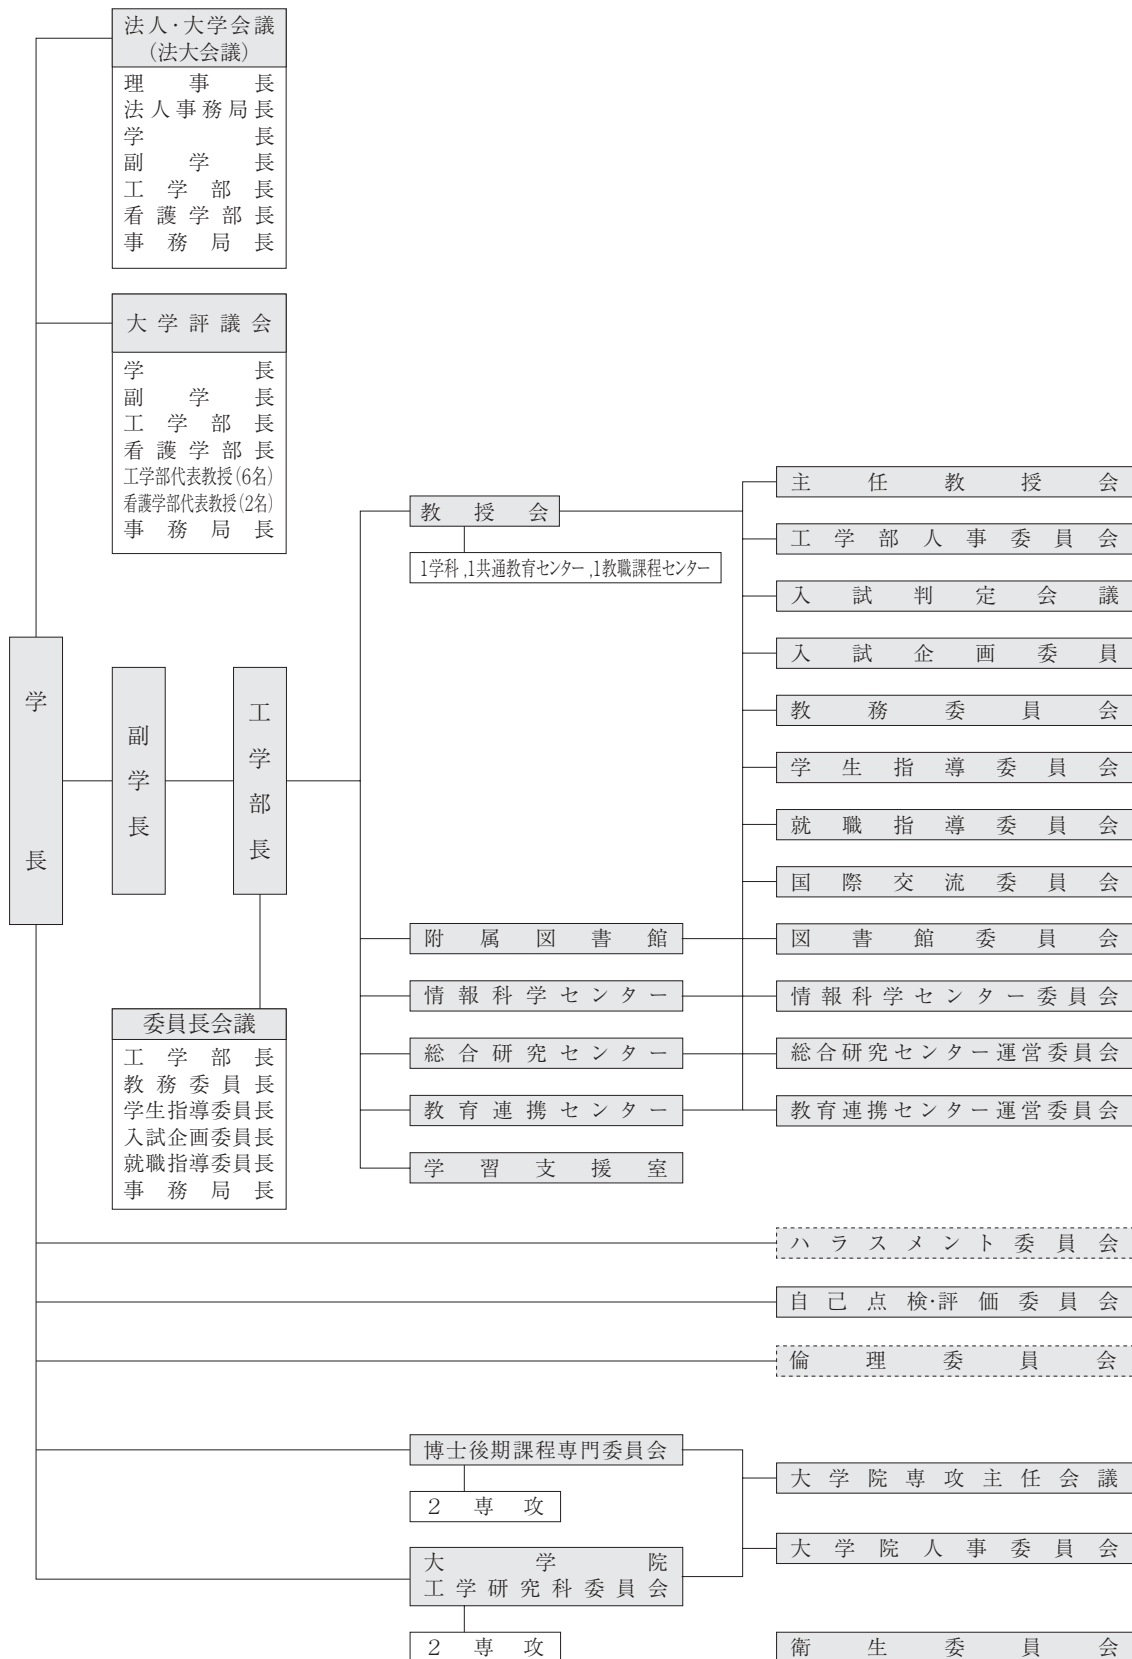 法人・大学会議
(法大会議)
理事長
法人事務局長
学長
副学長
工学部長
看護学部長
事務局長
大学評議会
学長
副学長
工学部長
看護学部長
工学部代表教授(6名)
看護学部代表教授(2名)
事務局長
学長
副学長
工学部長
委員長会議
工学部長
教務委員長
学生指導委員長
入試企画委員長
就職指導委員長
事務局長
教授会
1学科,1共通教育センター,1教職課程センター
附属図書館
情報科学センター
総合研究センター
教育連携センター
学習支援室
主任教授会
工学部人事委員会
入試判定会議
入試企画委員
教務委員会
学生指導委員会
就職指導委員会
国際交流委員会
図書館委員会
情報科学センター委員会
総合研究センター運営委員会
教育連携センター運営委員会
ハラスメント委員会
自己点検・評価委員会
倫理委員会
博士後期課程専門委員会
2専攻
大学院
工学研究科委員会
2専攻
大学院専攻主任会議
大学院人事委員会
衛生委員会